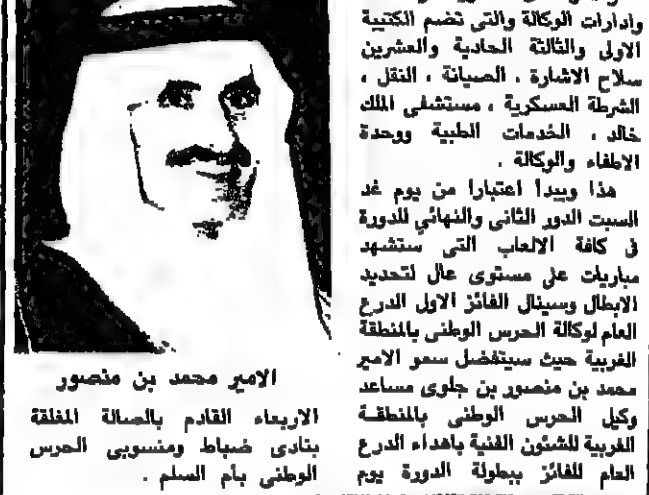 وادارات الوكالة والتى تضم الكتيبة
الاولى والثالثة الحادية والعشرين
سلاح الاشارة ، الصيانة ، النقل ،
الشرطة العسكرية ، مستشفى الملك
خالد ، الخدمات الطبية ووحدة
الاطفاء والوكالة .
هذا ويبدا اعتبارا من يوم غد
السبت الدور الثانى والنهائي للدورة
فى كافة الالعاب التى ستشهد
مباريات على مستوى عال لتحديد
الابطال وسينال الفائز الاول الدرع
العام لوكالة الحرس الوطنى بالمنطقة
الغربية حيث سيتفضل سمو الامير
محمد بن منصور بن جلوى مساعد
وكيل الحرس الوطنى بالمنطقة
الغربية للشئون الفنية باهداء الدرع
العام للفائز ببطولة الدورة يوم
الامير محمد بن منصور
الاربعاء القادم بالصالة المغلقة
بنادى ضباط ومنسوبى الحرس
الوطنى بأم السلم .